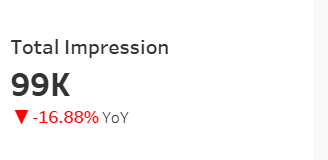 Total Impression
99K
▼-16.88% YoY